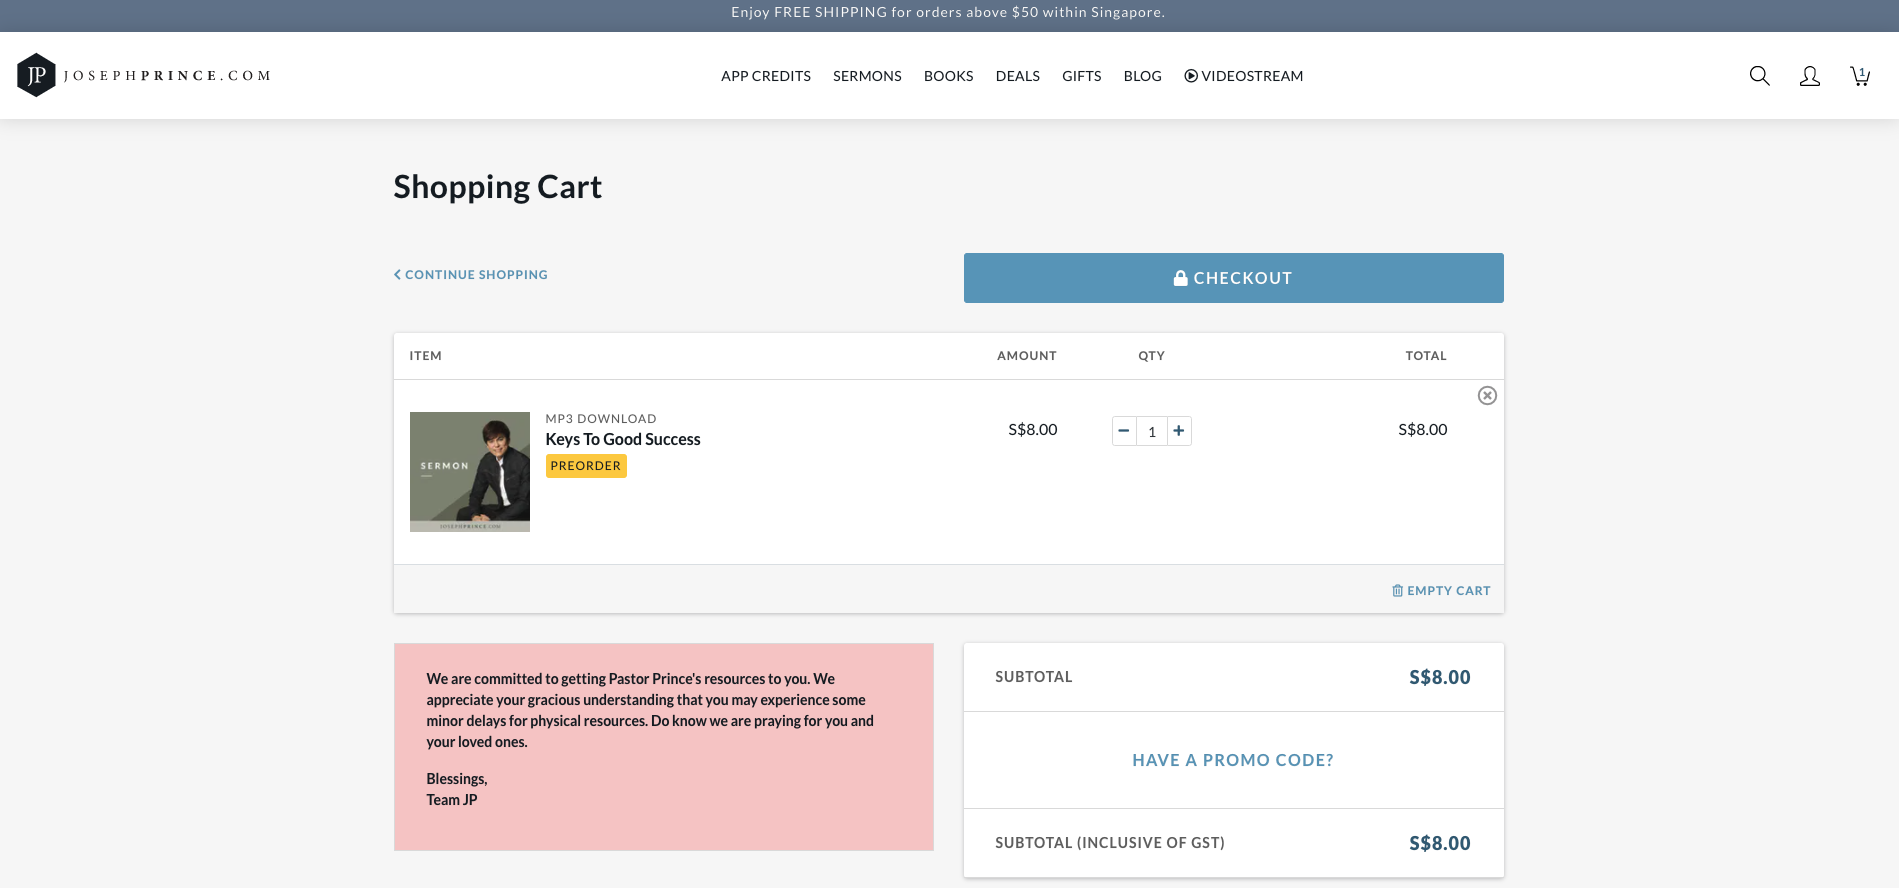 Enjoy FREE SHIPPING for orders above $50 within Singapore.
JP JOSEPHPRINCE.COM
APP CREDITS SERMONS BOOKS DEALS GIFTS BLOG VIDEOSTREAM
1
Shopping Cart
CONTINUE SHOPPING
CHECKOUT
ITEM AMOUNT QTY TOTAL
SERMON
JOSEPHPRINCE.COM
MP3 DOWNLOAD
Keys To Good Success
PREORDER
S$8.00 1 S$8.00
EMPTY CART
We are committed to getting Pastor Prince's resources to you. We
appreciate your gracious understanding that you may experience some
minor delays for physical resources. Do know we are praying for you and
your loved ones.
Blessings,
Team JP
SUBTOTAL S$8.00
HAVE A PROMO CODE?
SUBTOTAL (INCLUSIVE OF GST) S$8.00